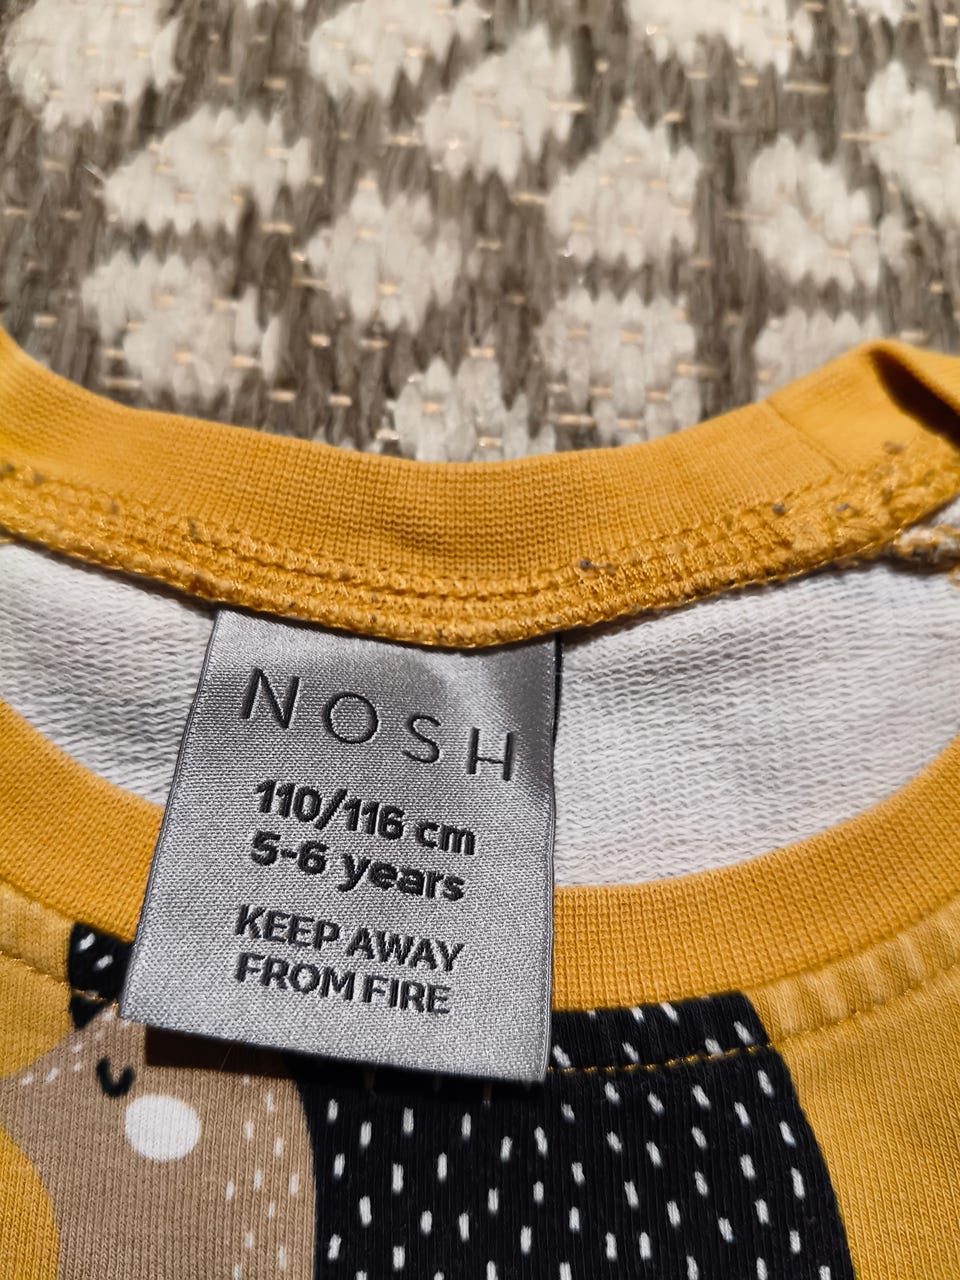 NOSH
110/116 cm
5-6 years
KEEP AWAY
FROM FIRE